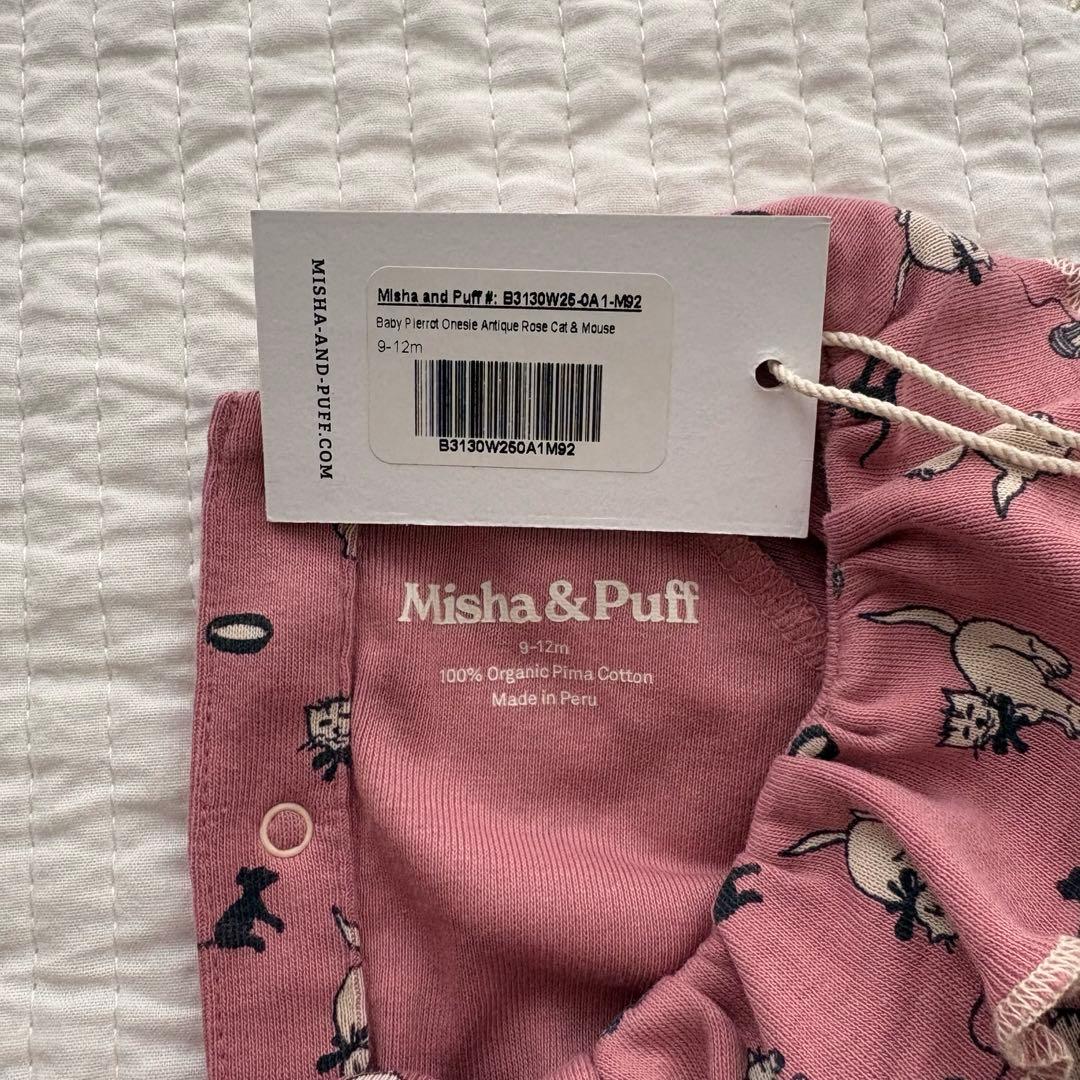 MISHA-AND-PUFF.COM
Misha and Puff #: B3130W25-0A1-M92
Baby Pierrot Onesie Antique Rose Cat & Mouse
9-12m
B3130W250A1M92
Misha & Puff
9-12m
100% Organic Pima Cotton
Made in Peru